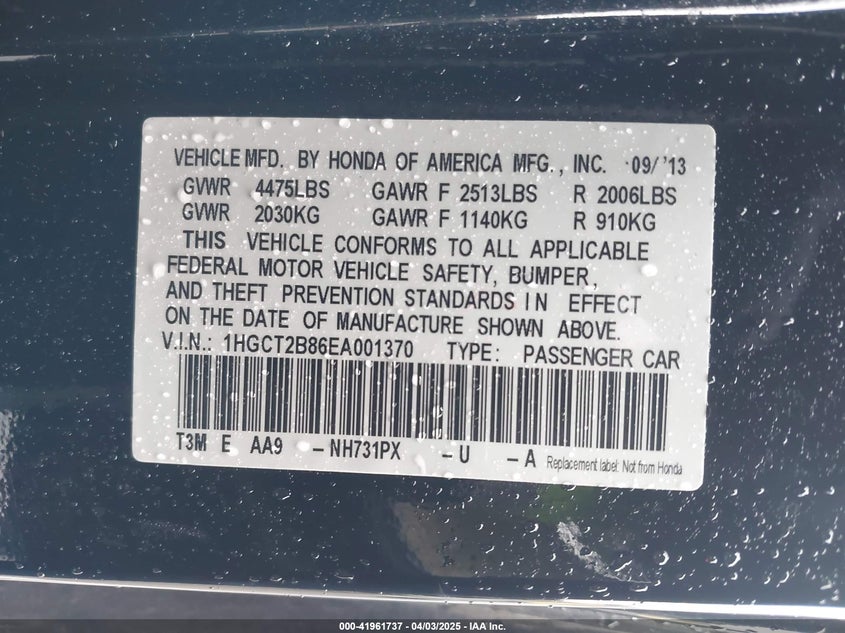 VEHICLE MFD. BY HONDA OF AMERICA MFG., INC. 09/ '13
GVWR 4475LBS GAWR F 2513LBS R 2006LBS
GVWR 2030KG GAWR F 1140KG R 910KG
THIS VEHICLE CONFORMS TO ALL APPLICABLE
FEDERAL MOTOR VEHICLE SAFETY, BUMPER,
AND THEFT PREVENTION STANDARDS IN EFFECT
ON THE DATE OF MANUFACTURE SHOWN ABOVE.
V.I.N.: 1HGCT2B86EA001370 TYPE: PASSENGER CAR
T3M E AA9 - NH731PX - U - A Replacement label: Not from Honda
000-41961737 - 04/03/2025 - IAA Inc.